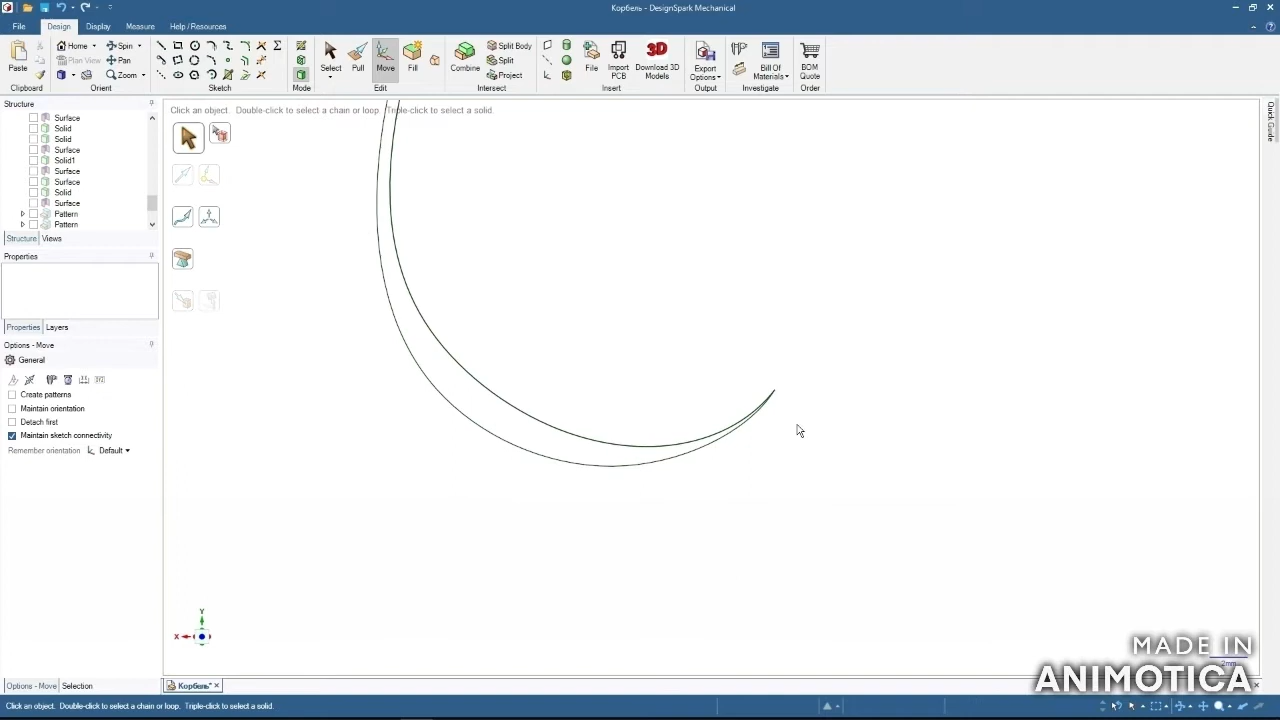 Корбель - DesignSpark Mechanical
File Design Display Measure Help / Resources
Paste
Home Spin
Plan View Pan
Zoom
Select Pull Move Fill
Combine
Split Body
Split
Project
File Import PCB Download 3D Models
3D
Export Options
Bill Of Materials
BOM Quote
Clipboard Orient Sketch Mode Edit Intersect Insert Output Investigate Order
Structure
Surface
Solid
Solid
Surface
Solid1
Surface
Surface
Solid
Surface
Pattern
Pattern
Structure Views
Properties
Properties Layers
Options - Move
General
Create patterns
Maintain orientation
Detach first
Maintain sketch connectivity
Remember orientation Default
Click an object. Double-click to select a chain or loop. Triple-click to select a solid.
Quick Guide
Y
X
MADE IN
2mm
ANIMOTICA
Options - Move Selection
Корбель*
Click an object. Double-click to select a chain or loop. Triple-click to select a solid.